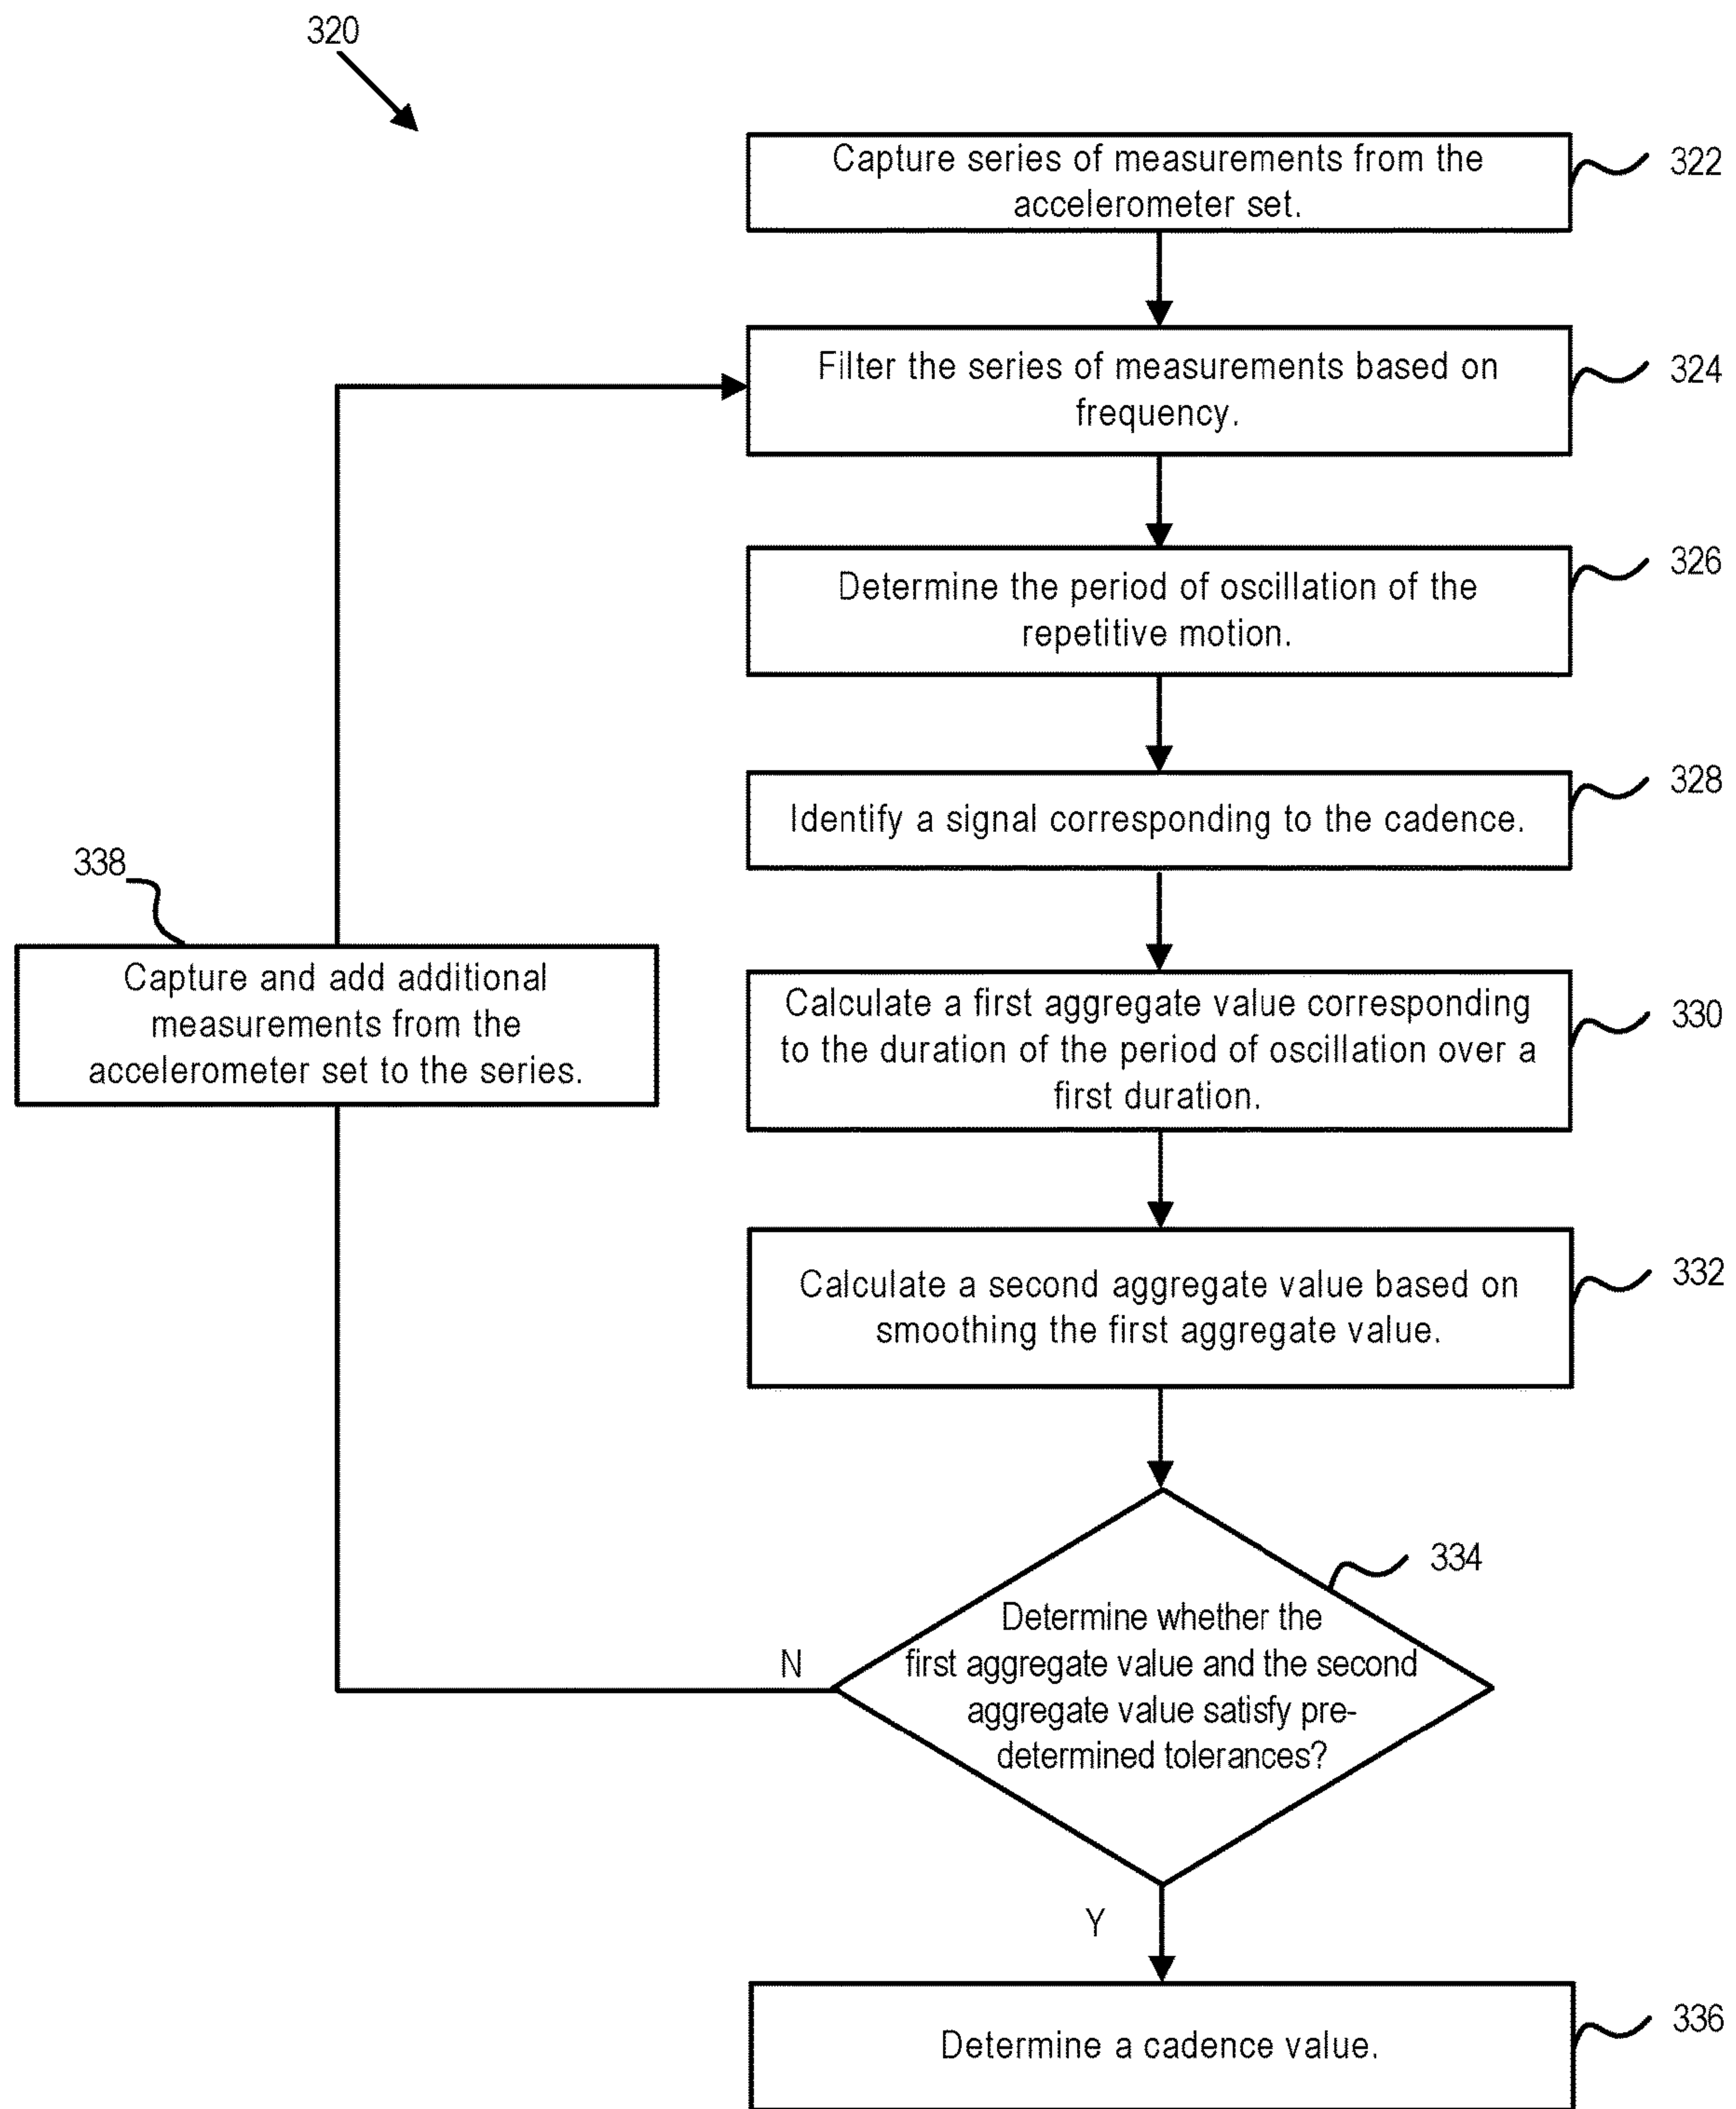 320
Capture series of measurements from the
accelerometer set.
322
Filter the series of measurements based on
frequency.
324
Determine the period of oscillation of the
repetitive motion.
326
Identify a signal corresponding to the cadence.
328
338
Capture and add additional
measurements from the
accelerometer set to the series.
Calculate a first aggregate value corresponding
to the duration of the period of oscillation over a
first duration.
330
Calculate a second aggregate value based on
smoothing the first aggregate value.
332
334
Determine whether the
first aggregate value and the second
aggregate value satisfy pre-
determined tolerances?
N
Y
Determine a cadence value.
336